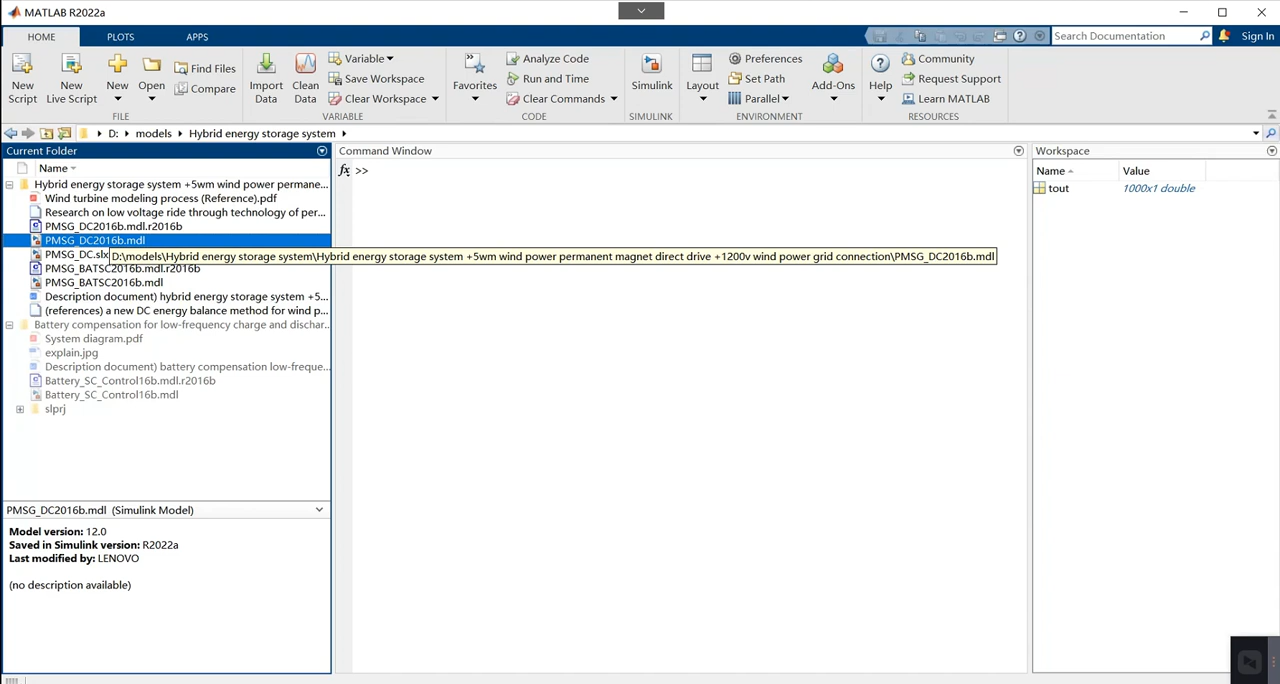 MATLAB R2022a
HOME PLOTS APPS
Search Documentation
Sign In
New Script
New Live Script
New
Open
Find Files
Compare
FILE
Import Data
Clean Data
Variable
Save Workspace
Clear Workspace
VARIABLE
Favorites
Analyze Code
Run and Time
Clear Commands
CODE
Simulink
SIMULINK
Layout
Preferences
Set Path
Parallel
ENVIRONMENT
Add-Ons
Help
Community
Request Support
Learn MATLAB
RESOURCES
D: models Hybrid energy storage system
Current Folder
Name
Hybrid energy storage system +5wm wind power permane...
Wind turbine modeling process (Reference).pdf
Research on low voltage ride through technology of per...
PMSG_DC2016b.mdl.r2016b
PMSG_DC2016b.mdl
PMSG_DC.slx
D:\models\Hybrid energy storage system\Hybrid energy storage system +5wm wind power permanent magnet direct drive +1200v wind power grid connection\PMSG_DC2016b.mdl
PMSG_BATSC2016b.mdl.r2016b
PMSG_BATSC2016b.mdl
Description document) hybrid energy storage system +5...
(references) a new DC energy balance method for wind p...
Battery compensation for low-frequency charge and dischar...
System diagram.pdf
explain.jpg
Description document) battery compensation low-freque...
Battery_SC_Control16b.mdl.r2016b
Battery_SC_Control16b.mdl
slprj
PMSG_DC2016b.mdl (Simulink Model)
Model version: 12.0
Saved in Simulink version: R2022a
Last modified by: LENOVO
(no description available)
Command Window
fx >>
Workspace
Name Value
tout 1000x1 double